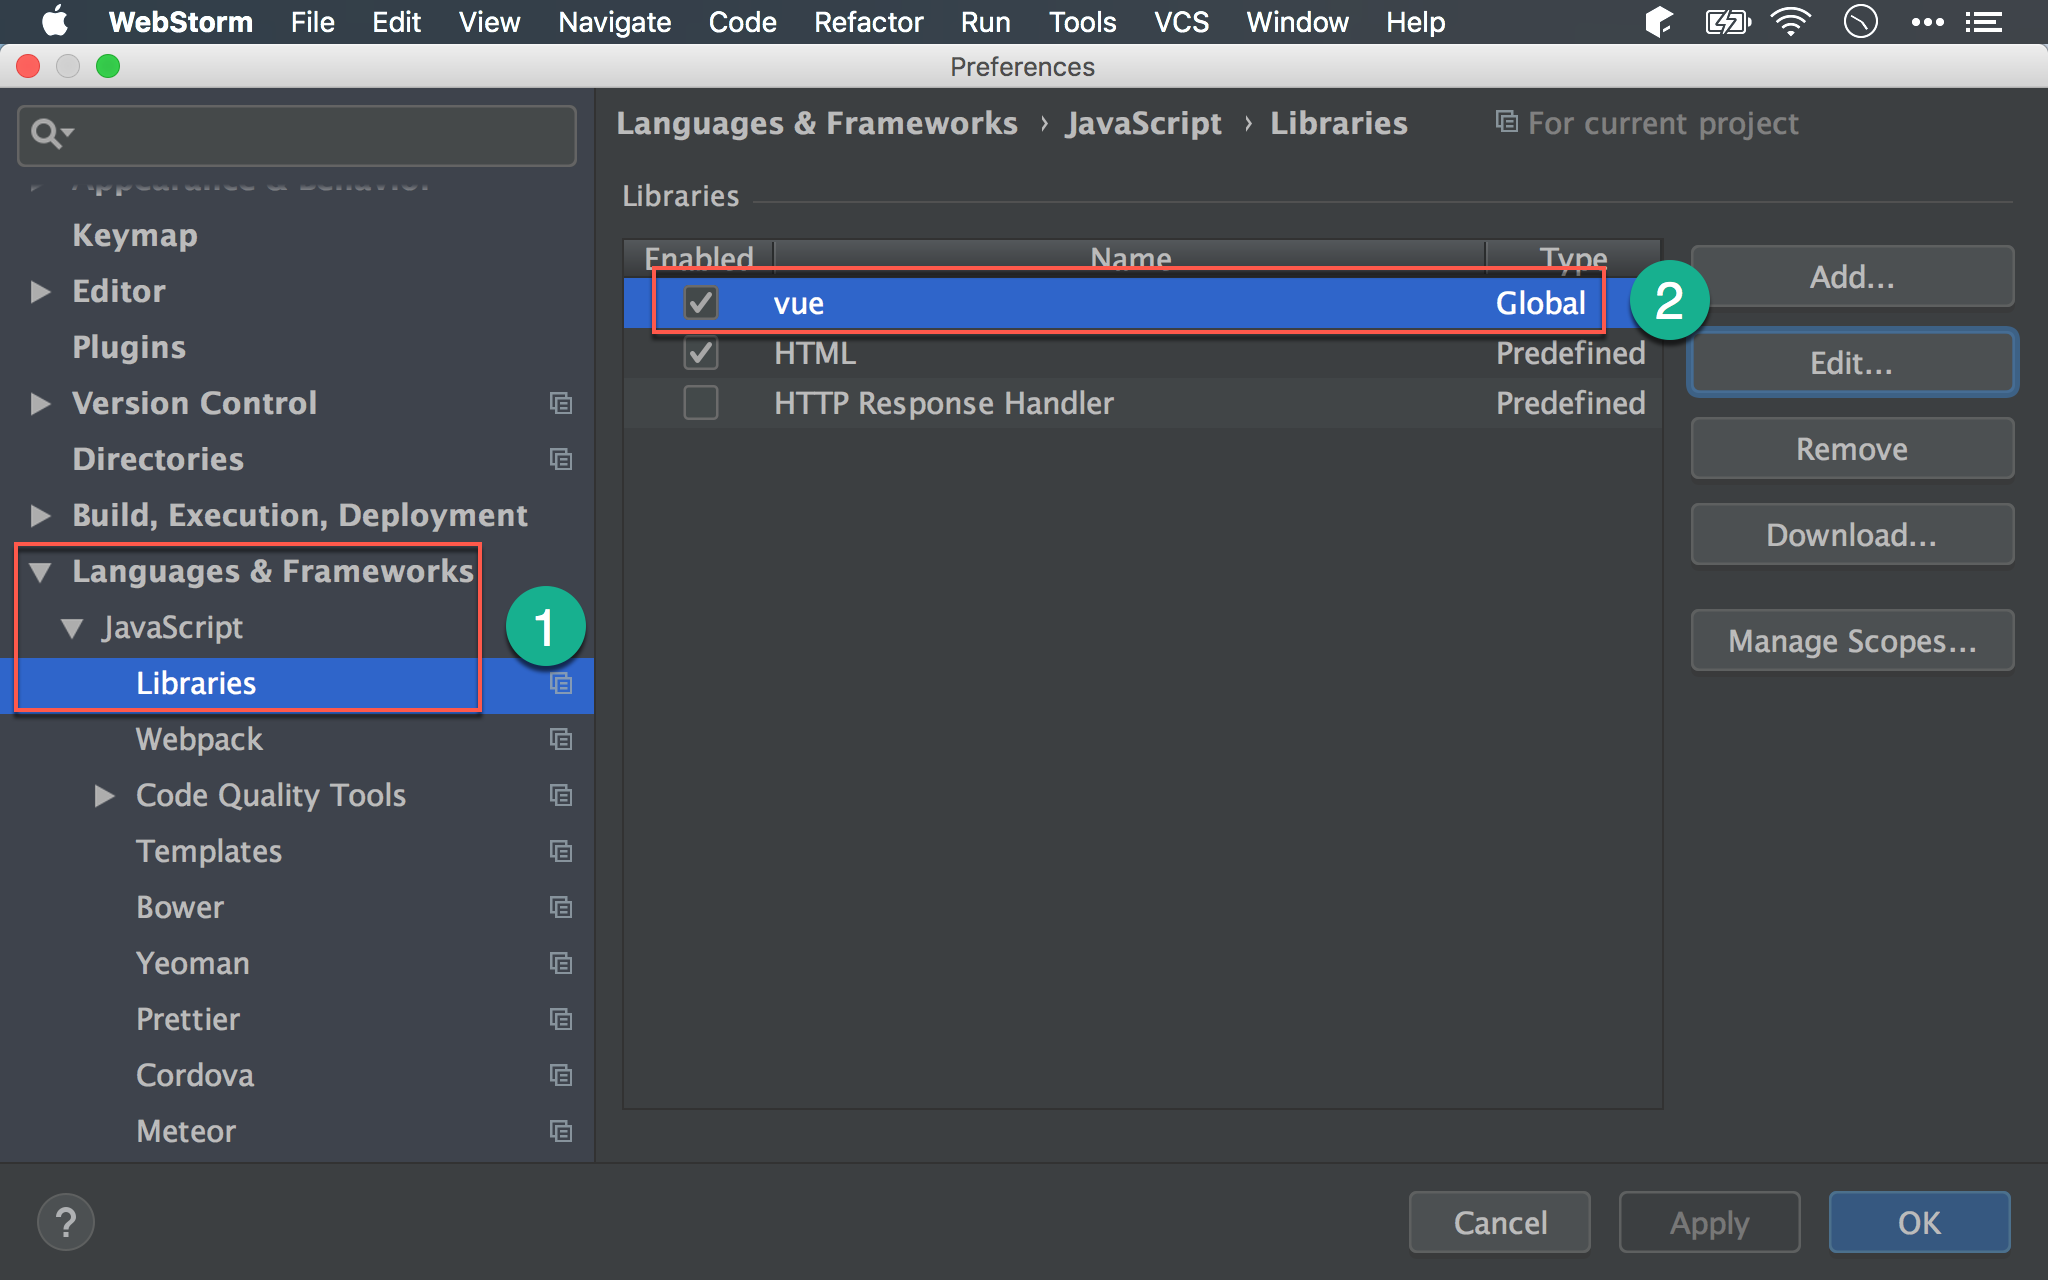 WebStorm File Edit View Navigate Code Refactor Run Tools VCS Window Help
Preferences
Languages & Frameworks › JavaScript › Libraries For current project
Appearance & Behavior
Keymap
Editor
Plugins
Version Control
Directories
Build, Execution, Deployment
Languages & Frameworks
JavaScript
1
Libraries
Webpack
Code Quality Tools
Templates
Bower
Yeoman
Prettier
Cordova
Meteor
Libraries
Enabled Name Type
vue Global
2
HTML Predefined
HTTP Response Handler Predefined
Add...
Edit...
Remove
Download...
Manage Scopes...
?
Cancel Apply OK